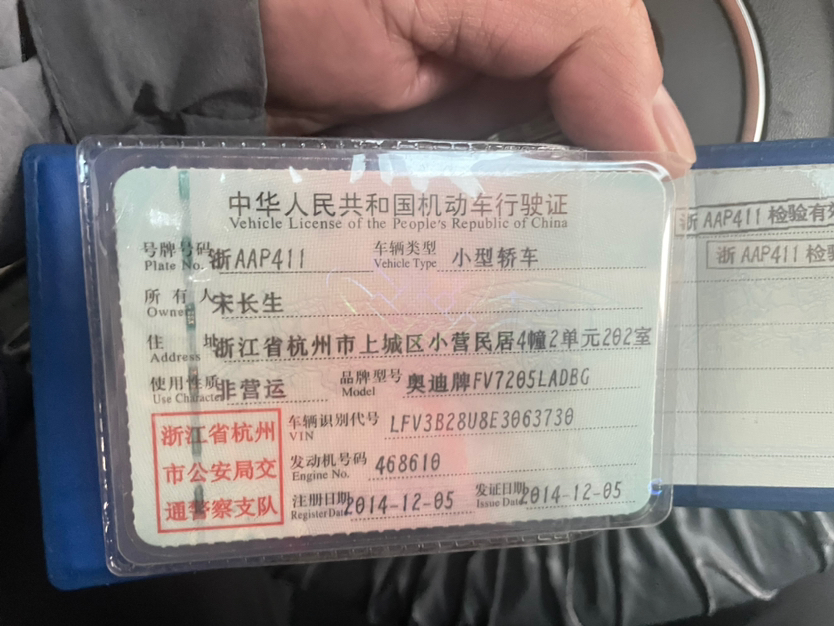 中华人民共和国机动车行驶证
Vehicle License of the People's Republic of China
号牌号码 浙AAP411 车辆类型 小型轿车
Plate No. Vehicle Type
所有人 宋长生
Owner
住址 浙江省杭州市上城区小营民居4幢2单元202室
Address
使用性质 非营运 品牌型号 奥迪牌FV7205LADBG
Use Character Model
浙江省杭州
市公安局交
通警察支队
车辆识别代号 LFV3B28U8E3063730
VIN
发动机号码 468610
Engine No.
注册日期 2014-12-05 发证日期 2014-12-05
Register Date Issue Date
浙AAP411 检验有效
浙 AAP411 检验